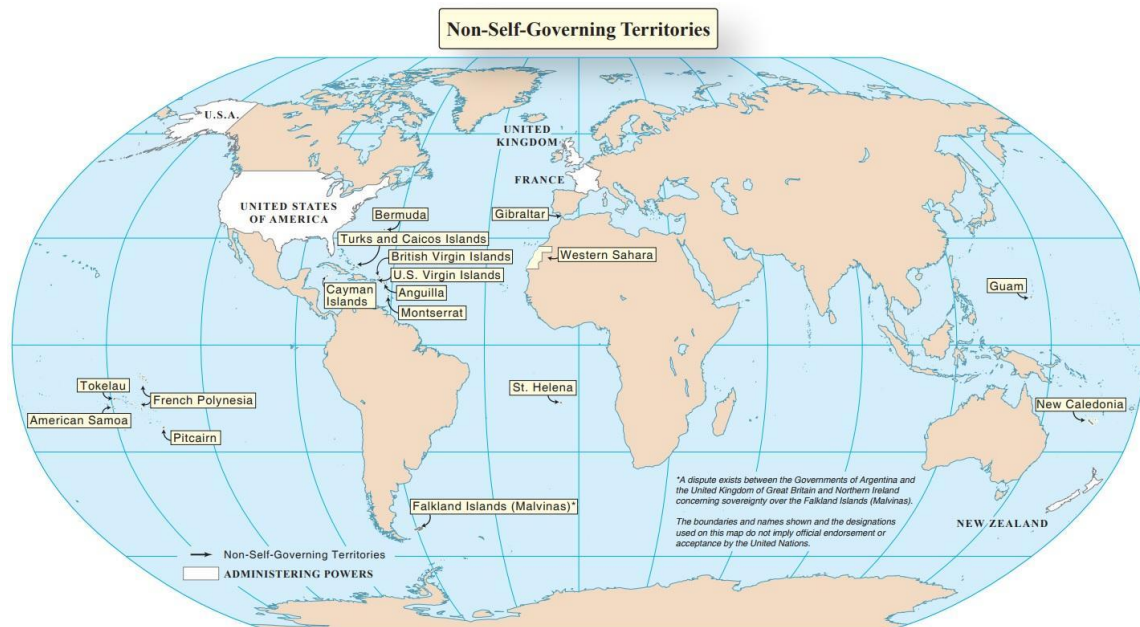 Non-Self-Governing Territories
U.S.A.
UNITED
KINGDOM
FRANCE
UNITED STATES
OF AMERICA
Bermuda
Gibraltar
Turks and Caicos Islands
British Virgin Islands
Western Sahara
U.S. Virgin Islands
Cayman
Islands
Anguilla
Guam
Montserrat
Tokelau
French Polynesia
St. Helena
American Samoa
New Caledonia
Pitcairn
*A dispute exists between the Governments of Argentina and
the United Kingdom of Great Britain and Northern Ireland
concerning sovereignty over the Falkland Islands (Malvinas).
Falkland Islands (Malvinas)*
The boundaries and names shown and the designations
used on this map do not imply official endorsement or
acceptance by the United Nations.
NEW ZEALAND
Non-Self-Governing Territories
ADMINISTERING POWERS